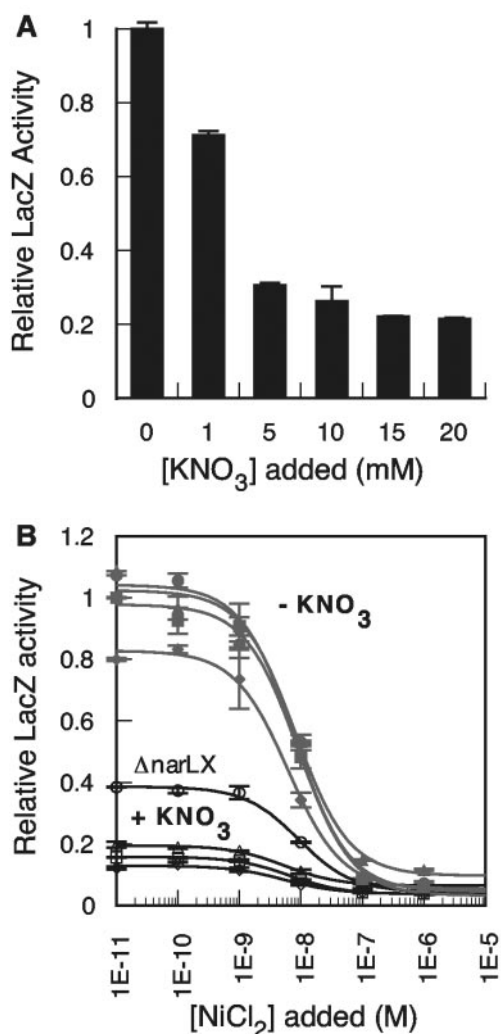 A
Relative LacZ Activity
1
0.8
0.6
0.4
0.2
0
0 1 5 10 15 20
[KNO3] added (mM)
B
Relative LacZ activity
1.2
1
0.8
0.6
0.4
0.2
0
- KNO3
ΔnarLX
+ KNO3
1E-11 1E-10 1E-9 1E-8 1E-7 1E-6 1E-5
[NiCl2] added (M)